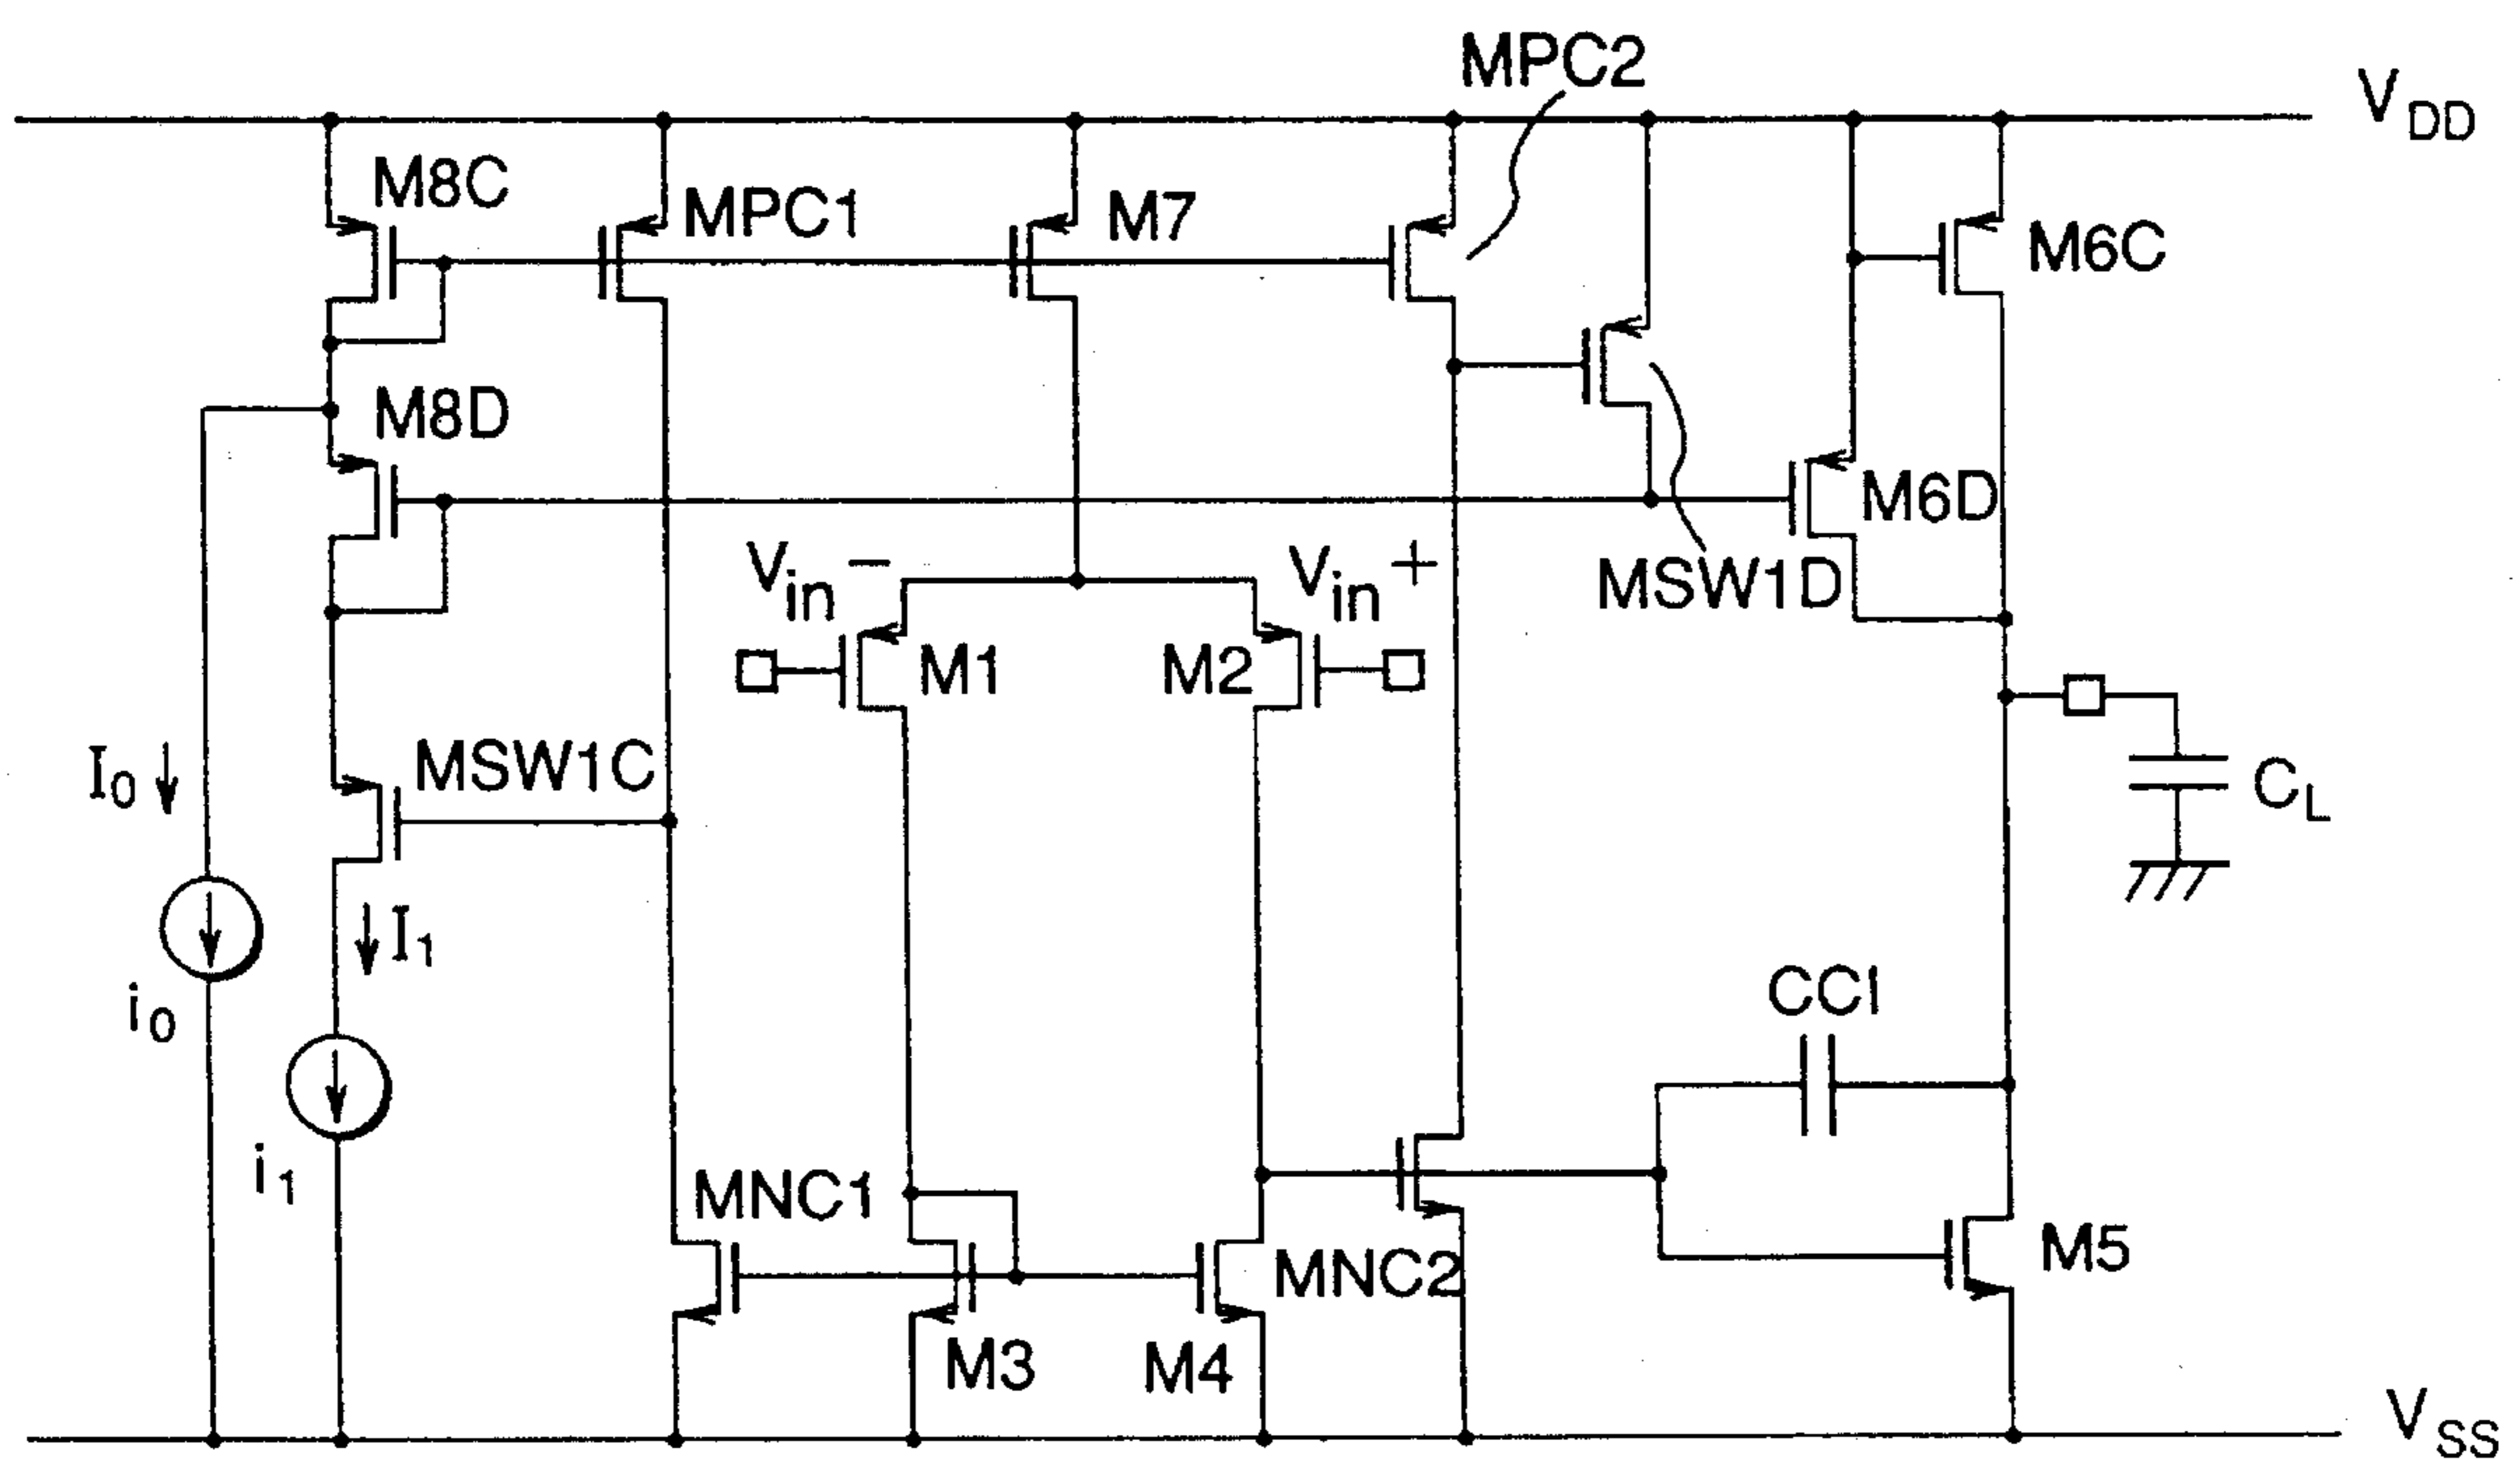 MPC2
VDD
M8C
MPC1
M7
M6C
M8D
M6D
Vin −
Vin +
MSW1D
M1
M2
MSW1C
I0
CL
I1
i0
CC1
i1
MNC1
MNC2
M5
M3
M4
VSS